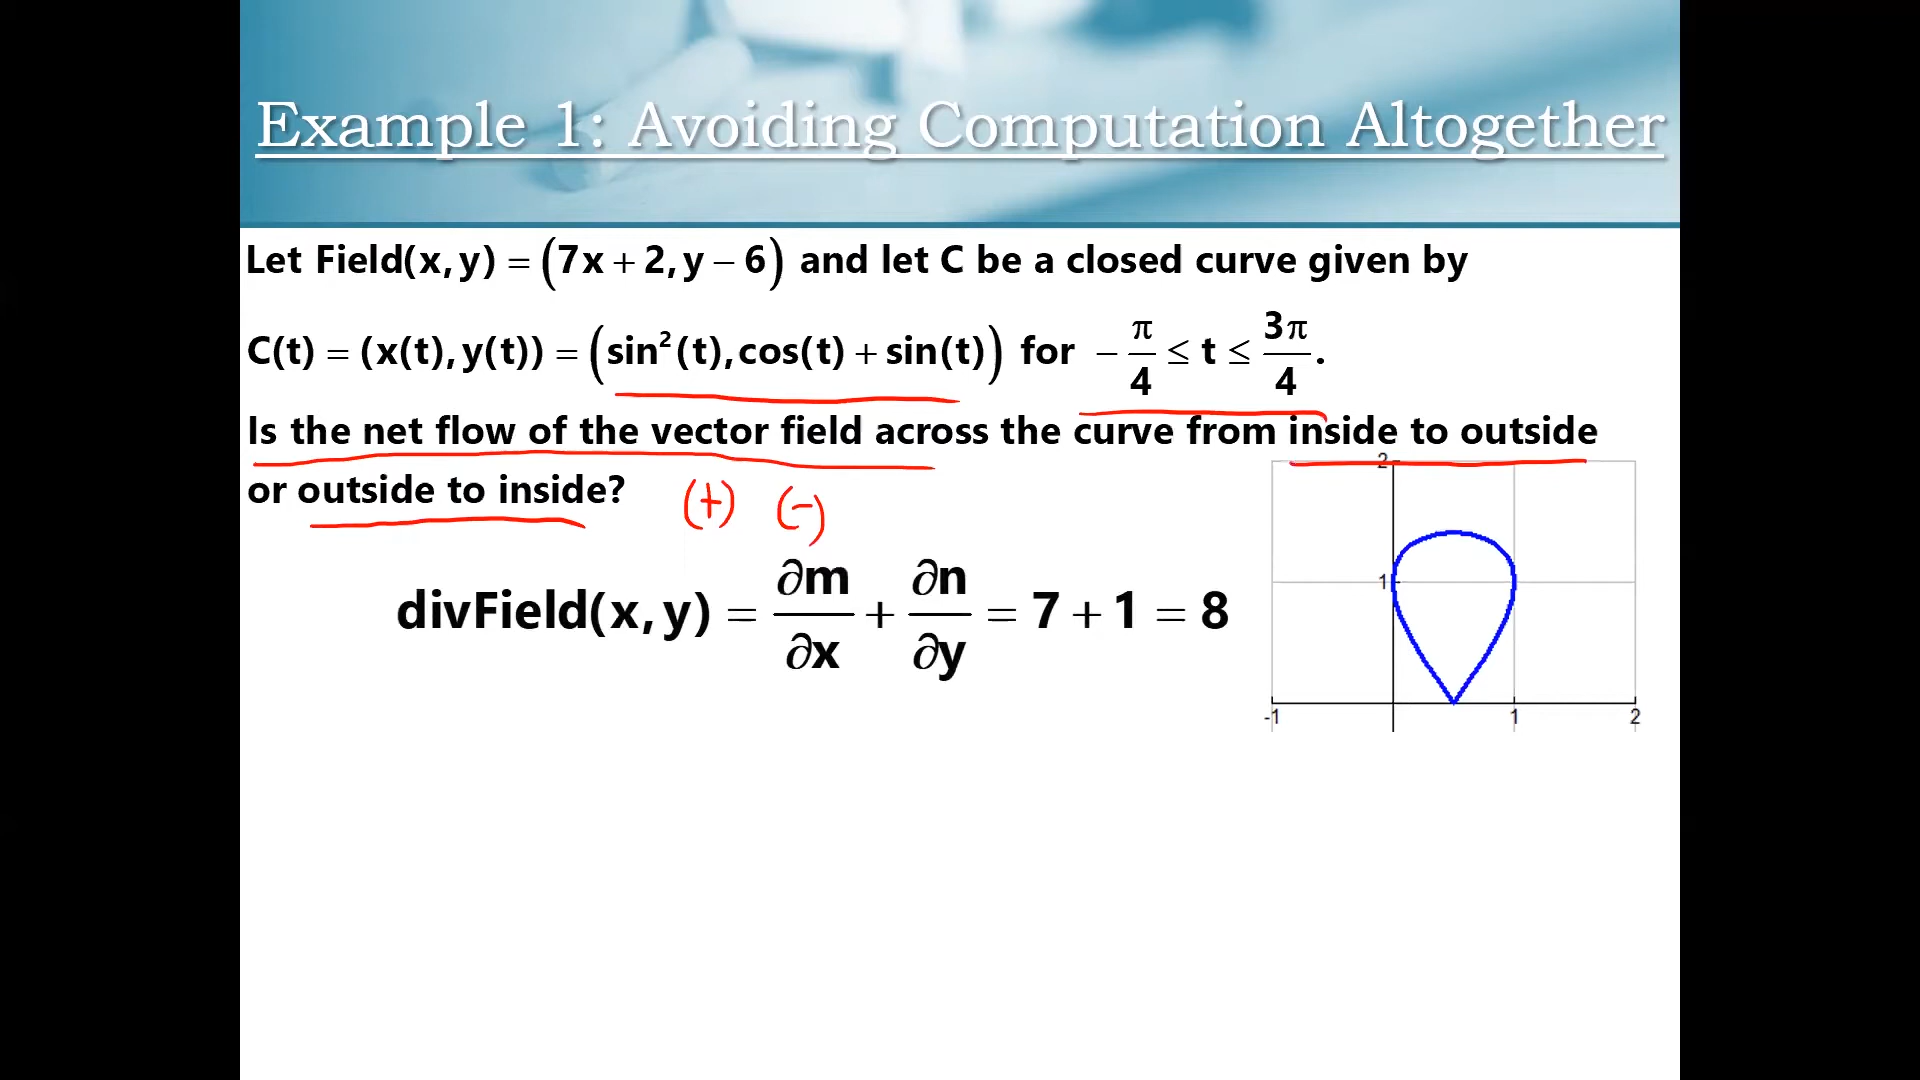 Example 1: Avoiding Computation Altogether
Let Field(x,y) = (7x + 2, y − 6) and let C be a closed curve given by
C(t) = (x(t), y(t)) = (sin²(t), cos(t) + sin(t)) for −π/4 ≤ t ≤ 3π/4.
Is the net flow of the vector field across the curve from inside to outside
or outside to inside? (+) (-)
divField(x,y) = ∂m/∂x + ∂n/∂y = 7 + 1 = 8
2
1
-1 1 2